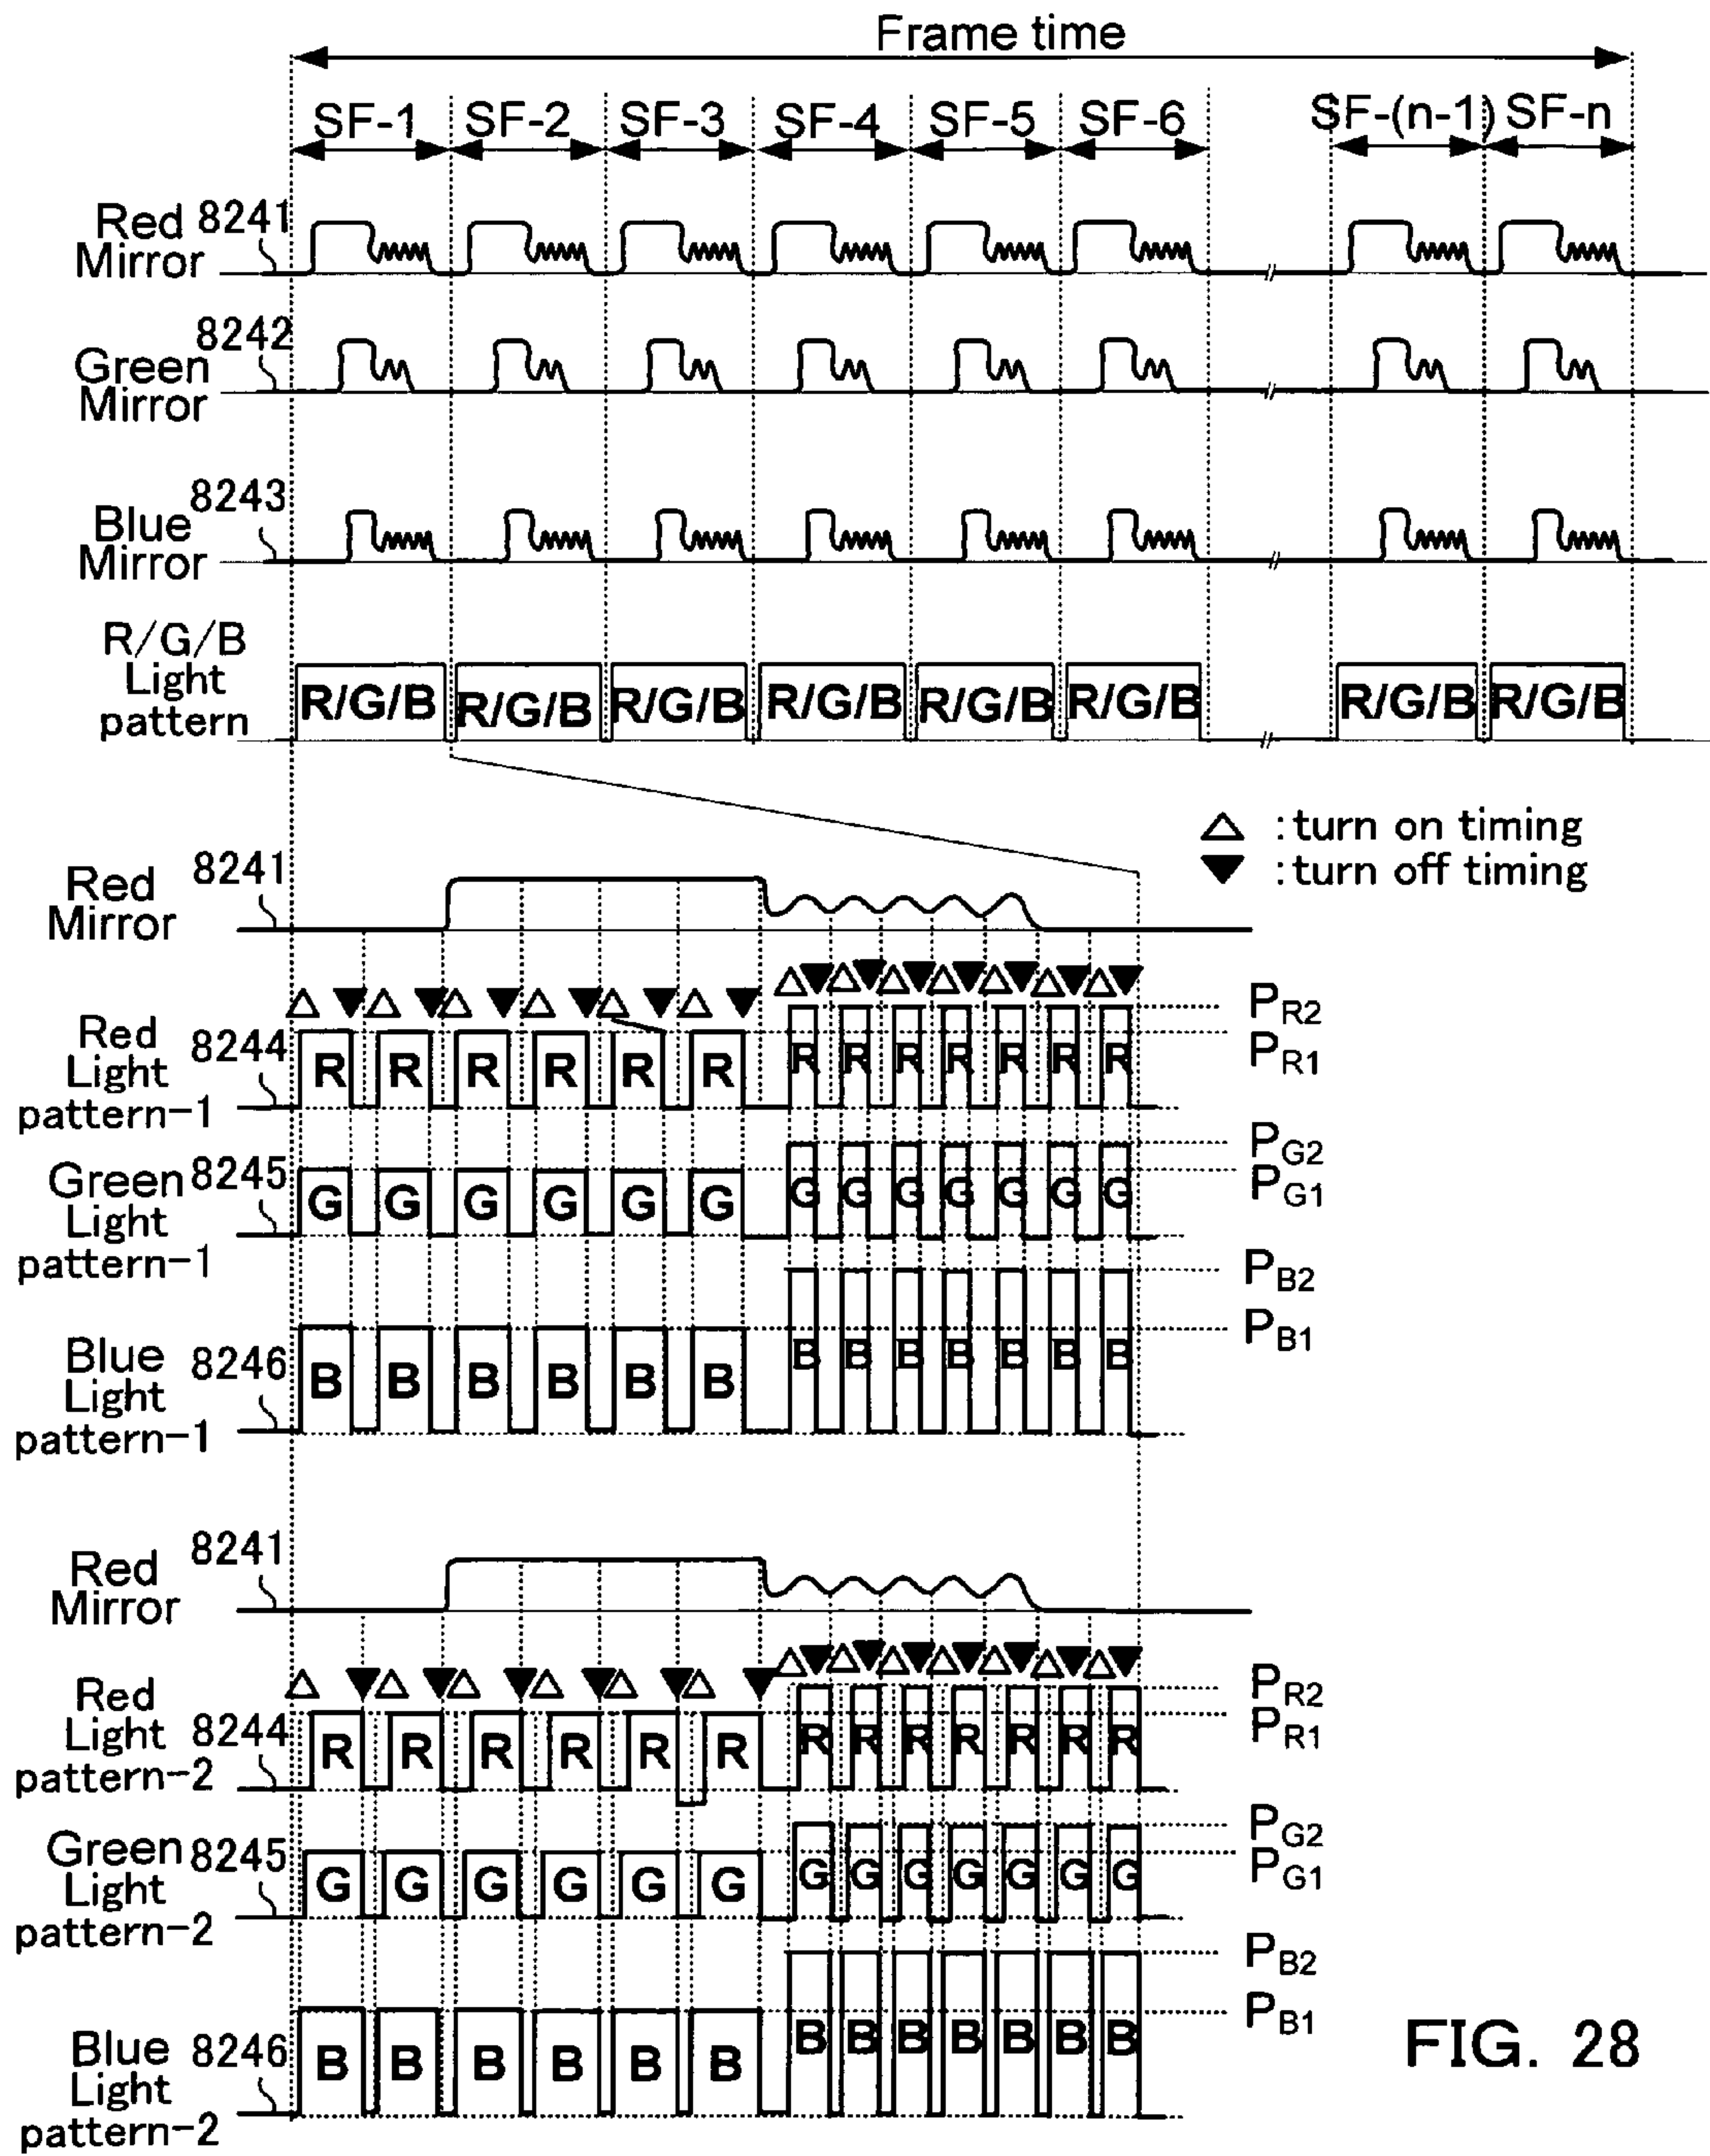 Frame time
SF-1 SF-2 SF-3 SF-4 SF-5 SF-6 SF-(n-1) SF-n
Red Mirror 8241
Green Mirror 8242
Blue Mirror 8243
R/G/B Light pattern
R/G/B R/G/B R/G/B R/G/B R/G/B R/G/B R/G/B R/G/B
△ :turn on timing
▼ :turn off timing
Red Mirror 8241
Red Light pattern-1 8244
R R R R R R R R R R R R R
PR2
PR1
Green Light pattern-1 8245
G G G G G G G G G G G G G
PG2
PG1
Blue Light pattern-1 8246
B B B B B B B B B B B B B
PB2
PB1
Red Mirror 8241
Red Light pattern-2 8244
R R R R R R R R R R R R R
PR2
PR1
Green Light pattern-2 8245
G G G G G G G G G G G G G
PG2
PG1
Blue Light pattern-2 8246
B B B B B B B B B B B B B
PB2
PB1
FIG. 28